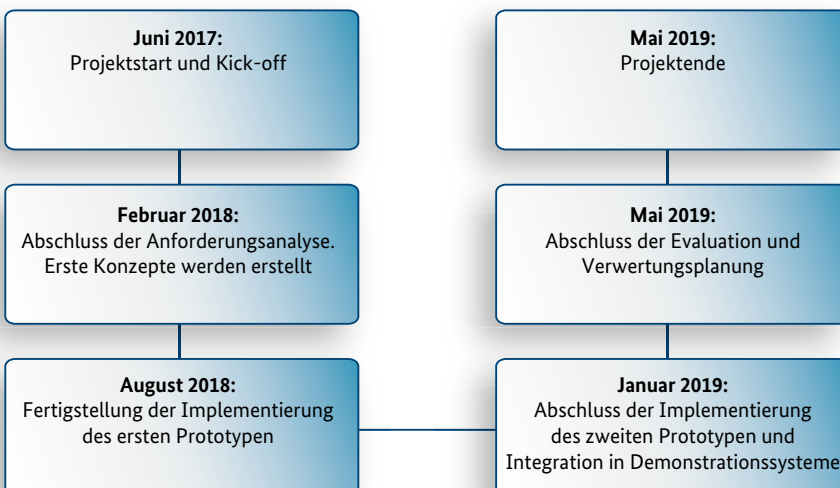 Juni 2017:
Projektstart und Kick-off
Februar 2018:
Abschluss der Anforderungsanalyse.
Erste Konzepte werden erstellt
August 2018:
Fertigstellung der Implementierung
des ersten Prototypen
Januar 2019:
Abschluss der Implementierung
des zweiten Prototypen und
Integration in Demonstrationssysteme
Mai 2019:
Abschluss der Evaluation und
Verwertungsplanung
Mai 2019:
Projektende